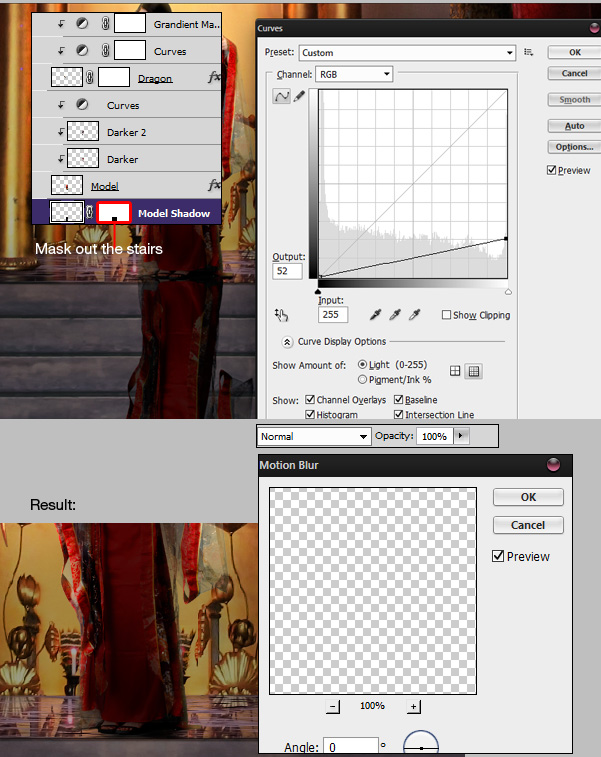 Grandient Ma..
Curves
Dragon
fx
Curves
Darker 2
Darker
Model
fx
Model Shadow
Mask out the stairs
Curves
Preset: Custom
OK
Channel: RGB
Cancel
Smooth
Auto
Options...
Preview
Output:
52
Input:
255
Show Clipping
Curve Display Options
Show Amount of: Light (0-255)
Pigment/Ink %
Show: Channel Overlays Baseline
Histogram Intersection Line
Normal Opacity: 100%
Motion Blur
OK
Cancel
Preview
100%
Angle: 0 °
Result: